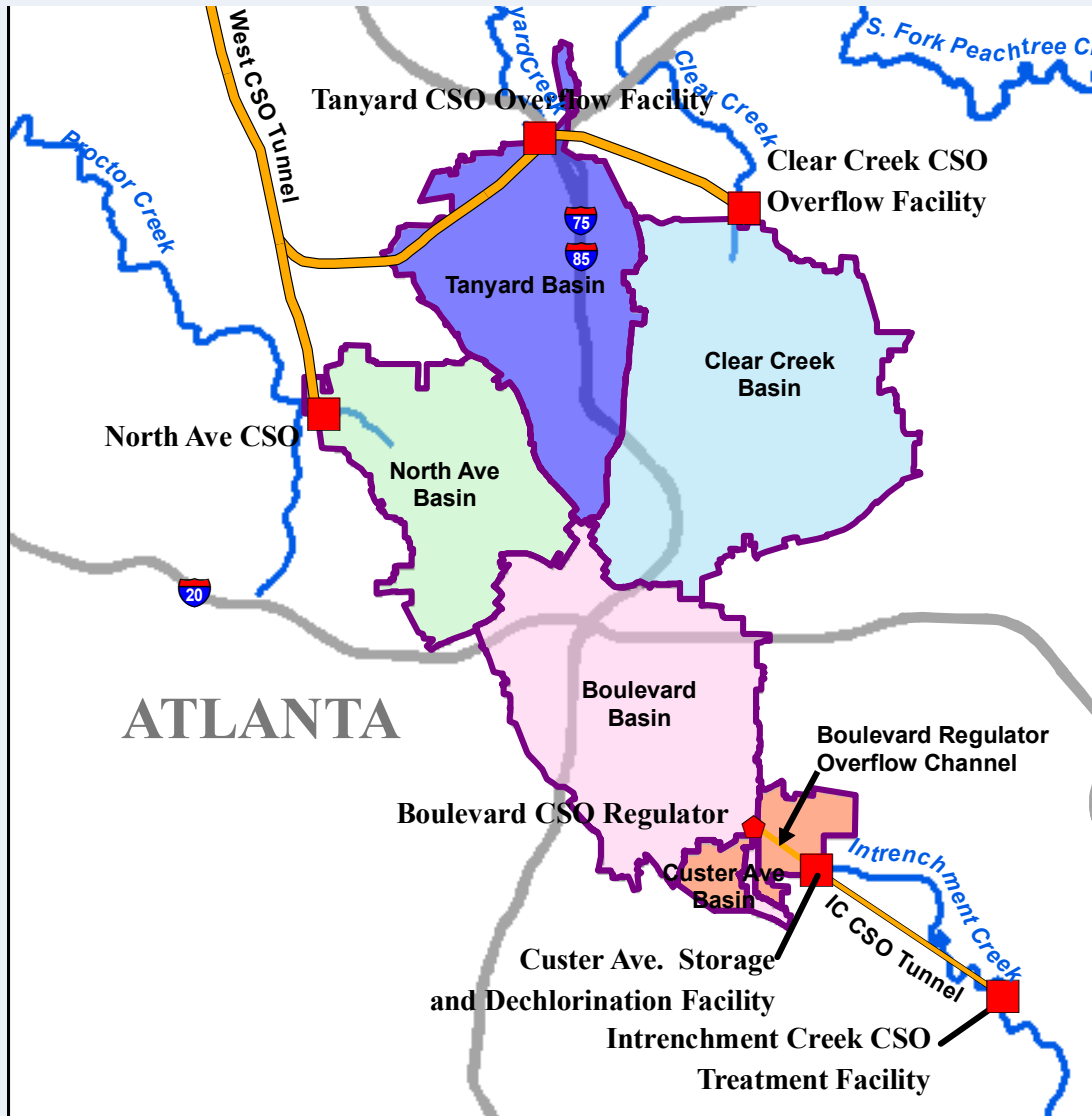 S. Fork Peachtree C
yardCreek
Clear Creek
West CSO Tunnel
Tanyard CSO Overflow Facility
Proctor Creek
Clear Creek CSO
Overflow Facility
75
85
Tanyard Basin
Clear Creek
Basin
North Ave CSO
North Ave
Basin
20
ATLANTA
Boulevard
Basin
Boulevard Regulator
Overflow Channel
Boulevard CSO Regulator
Custer Ave
Basin
Intrenchment Creek
IC CSO Tunnel
Custer Ave. Storage
and Dechlorination Facility
Intrenchment Creek CSO
Treatment Facility